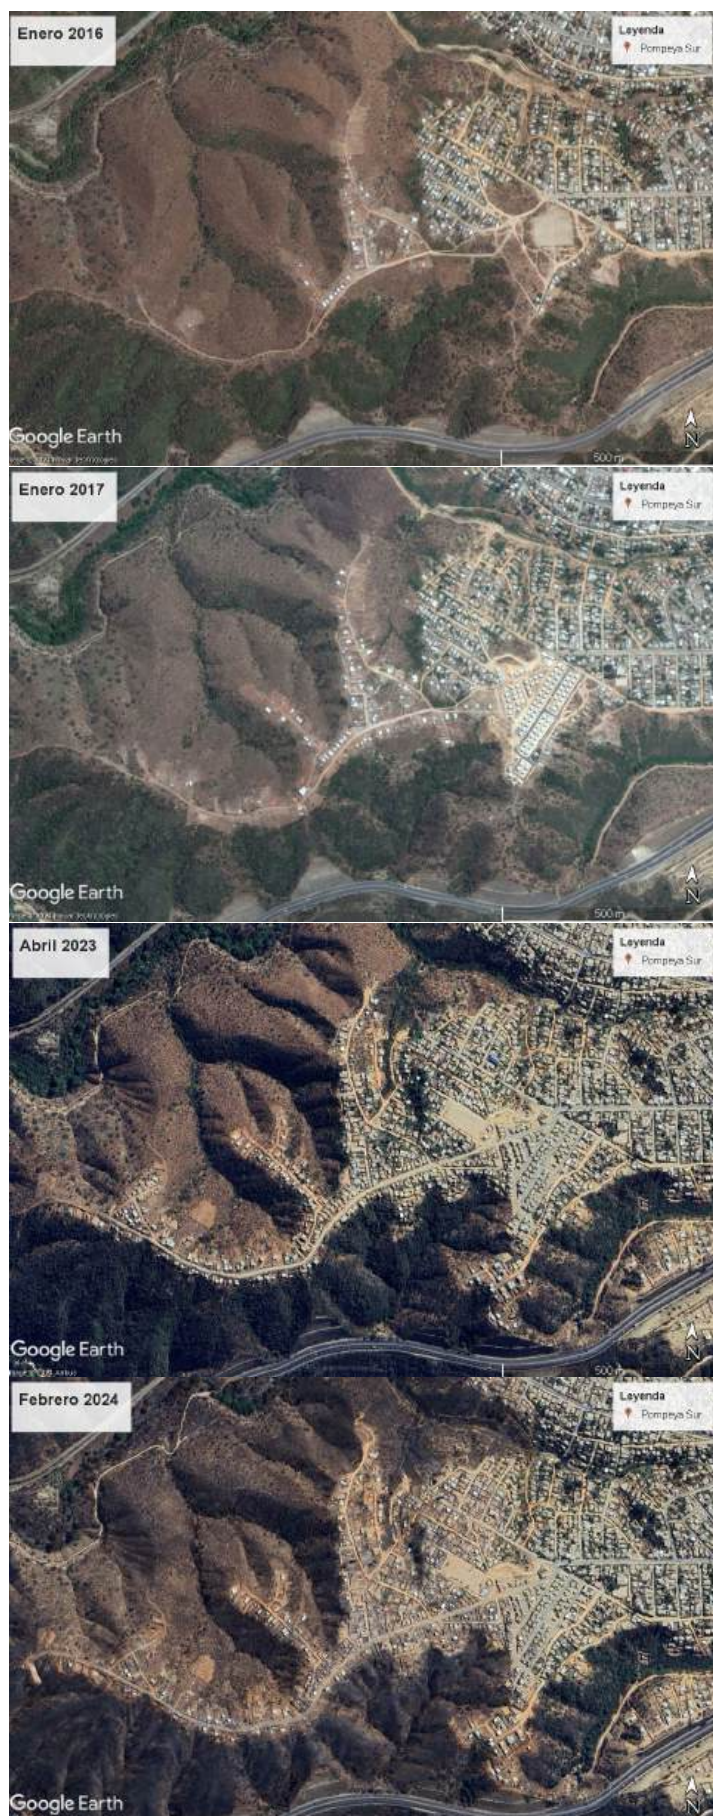 Enero 2016
Leyenda
Pompeya Sur
Google Earth
N
500 m
Enero 2017
Leyenda
Pompeya Sur
Google Earth
N
500 m
Abril 2023
Leyenda
Pompeya Sur
Google Earth
N
500 m
Febrero 2024
Leyenda
Pompeya Sur
Google Earth
N